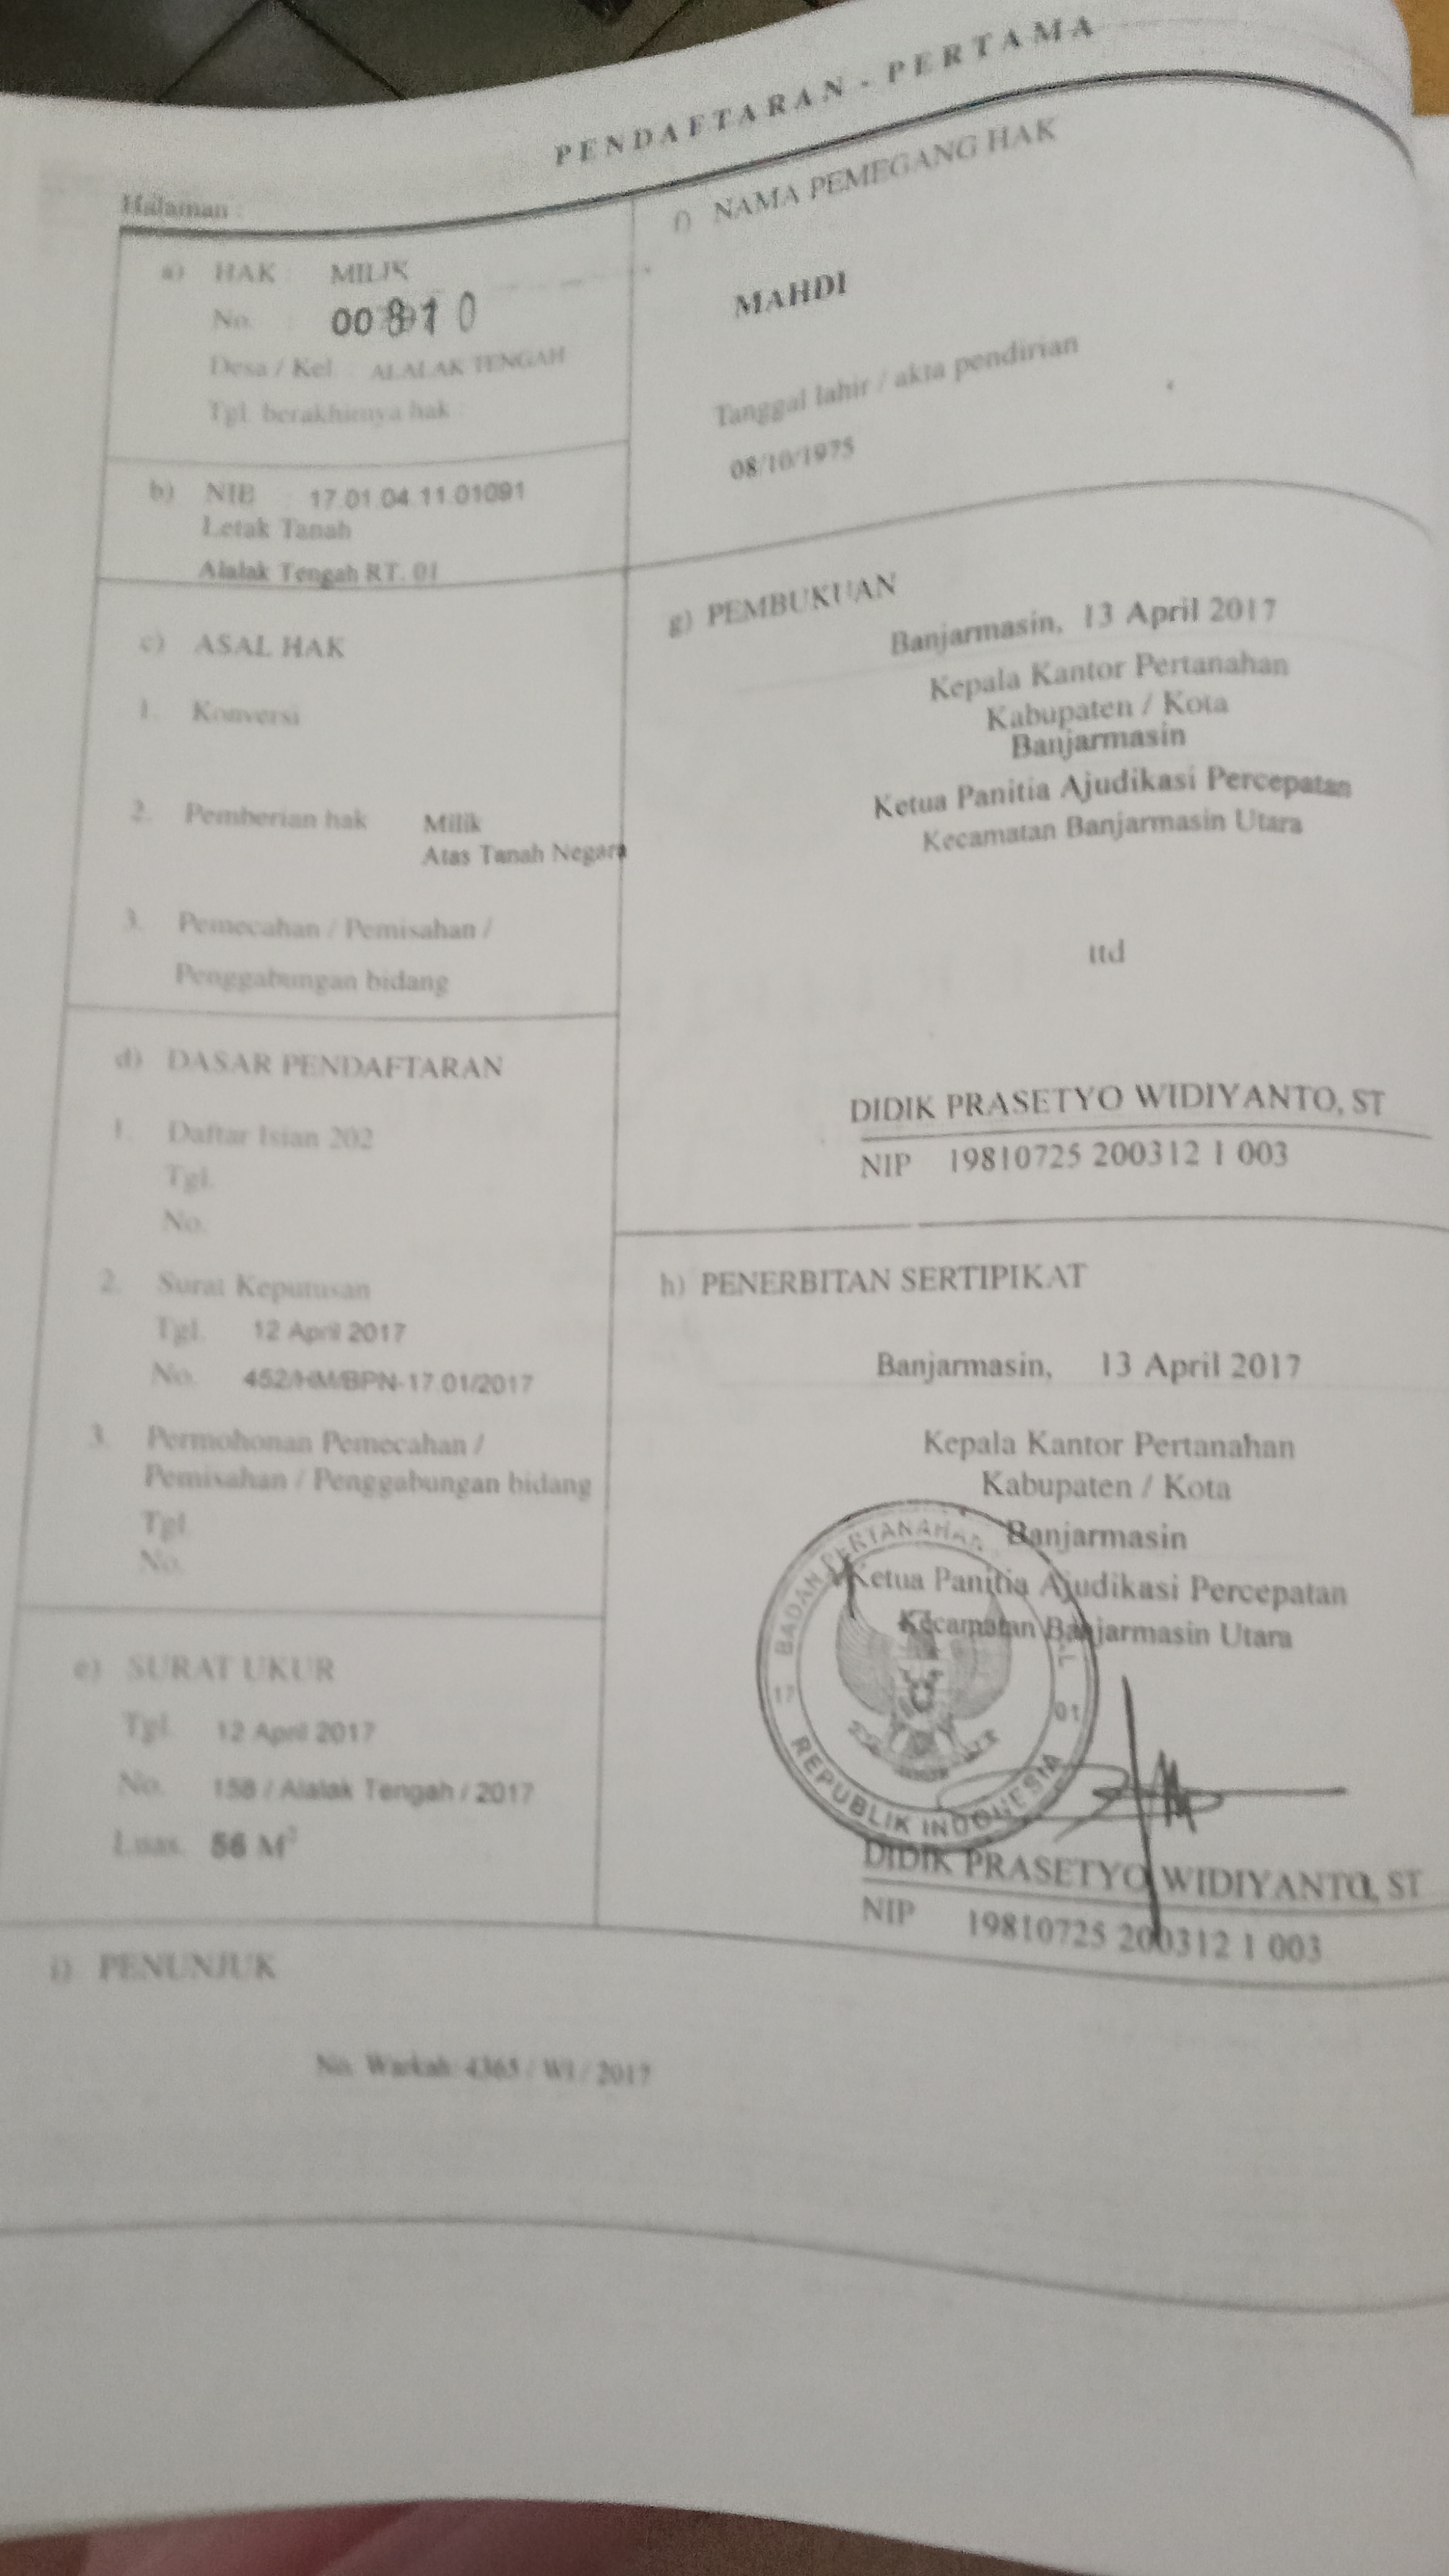 PENDAFTARAN - PERTAMA
Halaman :
a) HAK : MILIK
No. : 00810
Desa / Kel. : ALALAK TENGAH
Tgl. berakhirnya hak :
b) NIB : 17.01.04.11.01091
Letak Tanah
Alalak Tengah RT. 01
c) ASAL HAK
1. Konversi
2. Pemberian hak Milik
Atas Tanah Negara
3. Pemecahan / Pemisahan /
Penggabungan bidang
d) DASAR PENDAFTARAN
1. Daftar Isian 202
Tgl.
No.
2. Surat Keputusan
Tgl. 12 April 2017
No. 452/HM/BPN-17.01/2017
3. Permohonan Pemecahan /
Pemisahan / Penggabungan bidang
Tgl.
No.
e) SURAT UKUR
Tgl. 12 April 2017
No. 158 / Alalak Tengah / 2017
Luas. 56 M²
f) NAMA PEMEGANG HAK
MAHDI
Tanggal lahir / akta pendirian
08/10/1975
g) PEMBUKUAN
Banjarmasin, 13 April 2017
Kepala Kantor Pertanahan
Kabupaten / Kota
Banjarmasin
Ketua Panitia Ajudikasi Percepatan
Kecamatan Banjarmasin Utara
ttd
DIDIK PRASETYO WIDIYANTO, ST
NIP 19810725 200312 1 003
h) PENERBITAN SERTIPIKAT
Banjarmasin, 13 April 2017
Kepala Kantor Pertanahan
Kabupaten / Kota
Banjarmasin
Ketua Panitia Ajudikasi Percepatan
Kecamatan Banjarmasin Utara
BADAN PERTANAHAN
17 01
REPUBLIK INDONESIA
DIDIK PRASETYO WIDIYANTO, ST
NIP 19810725 200312 1 003
i) PENUNJUK
No. Warkah: 4365 / WI / 2017